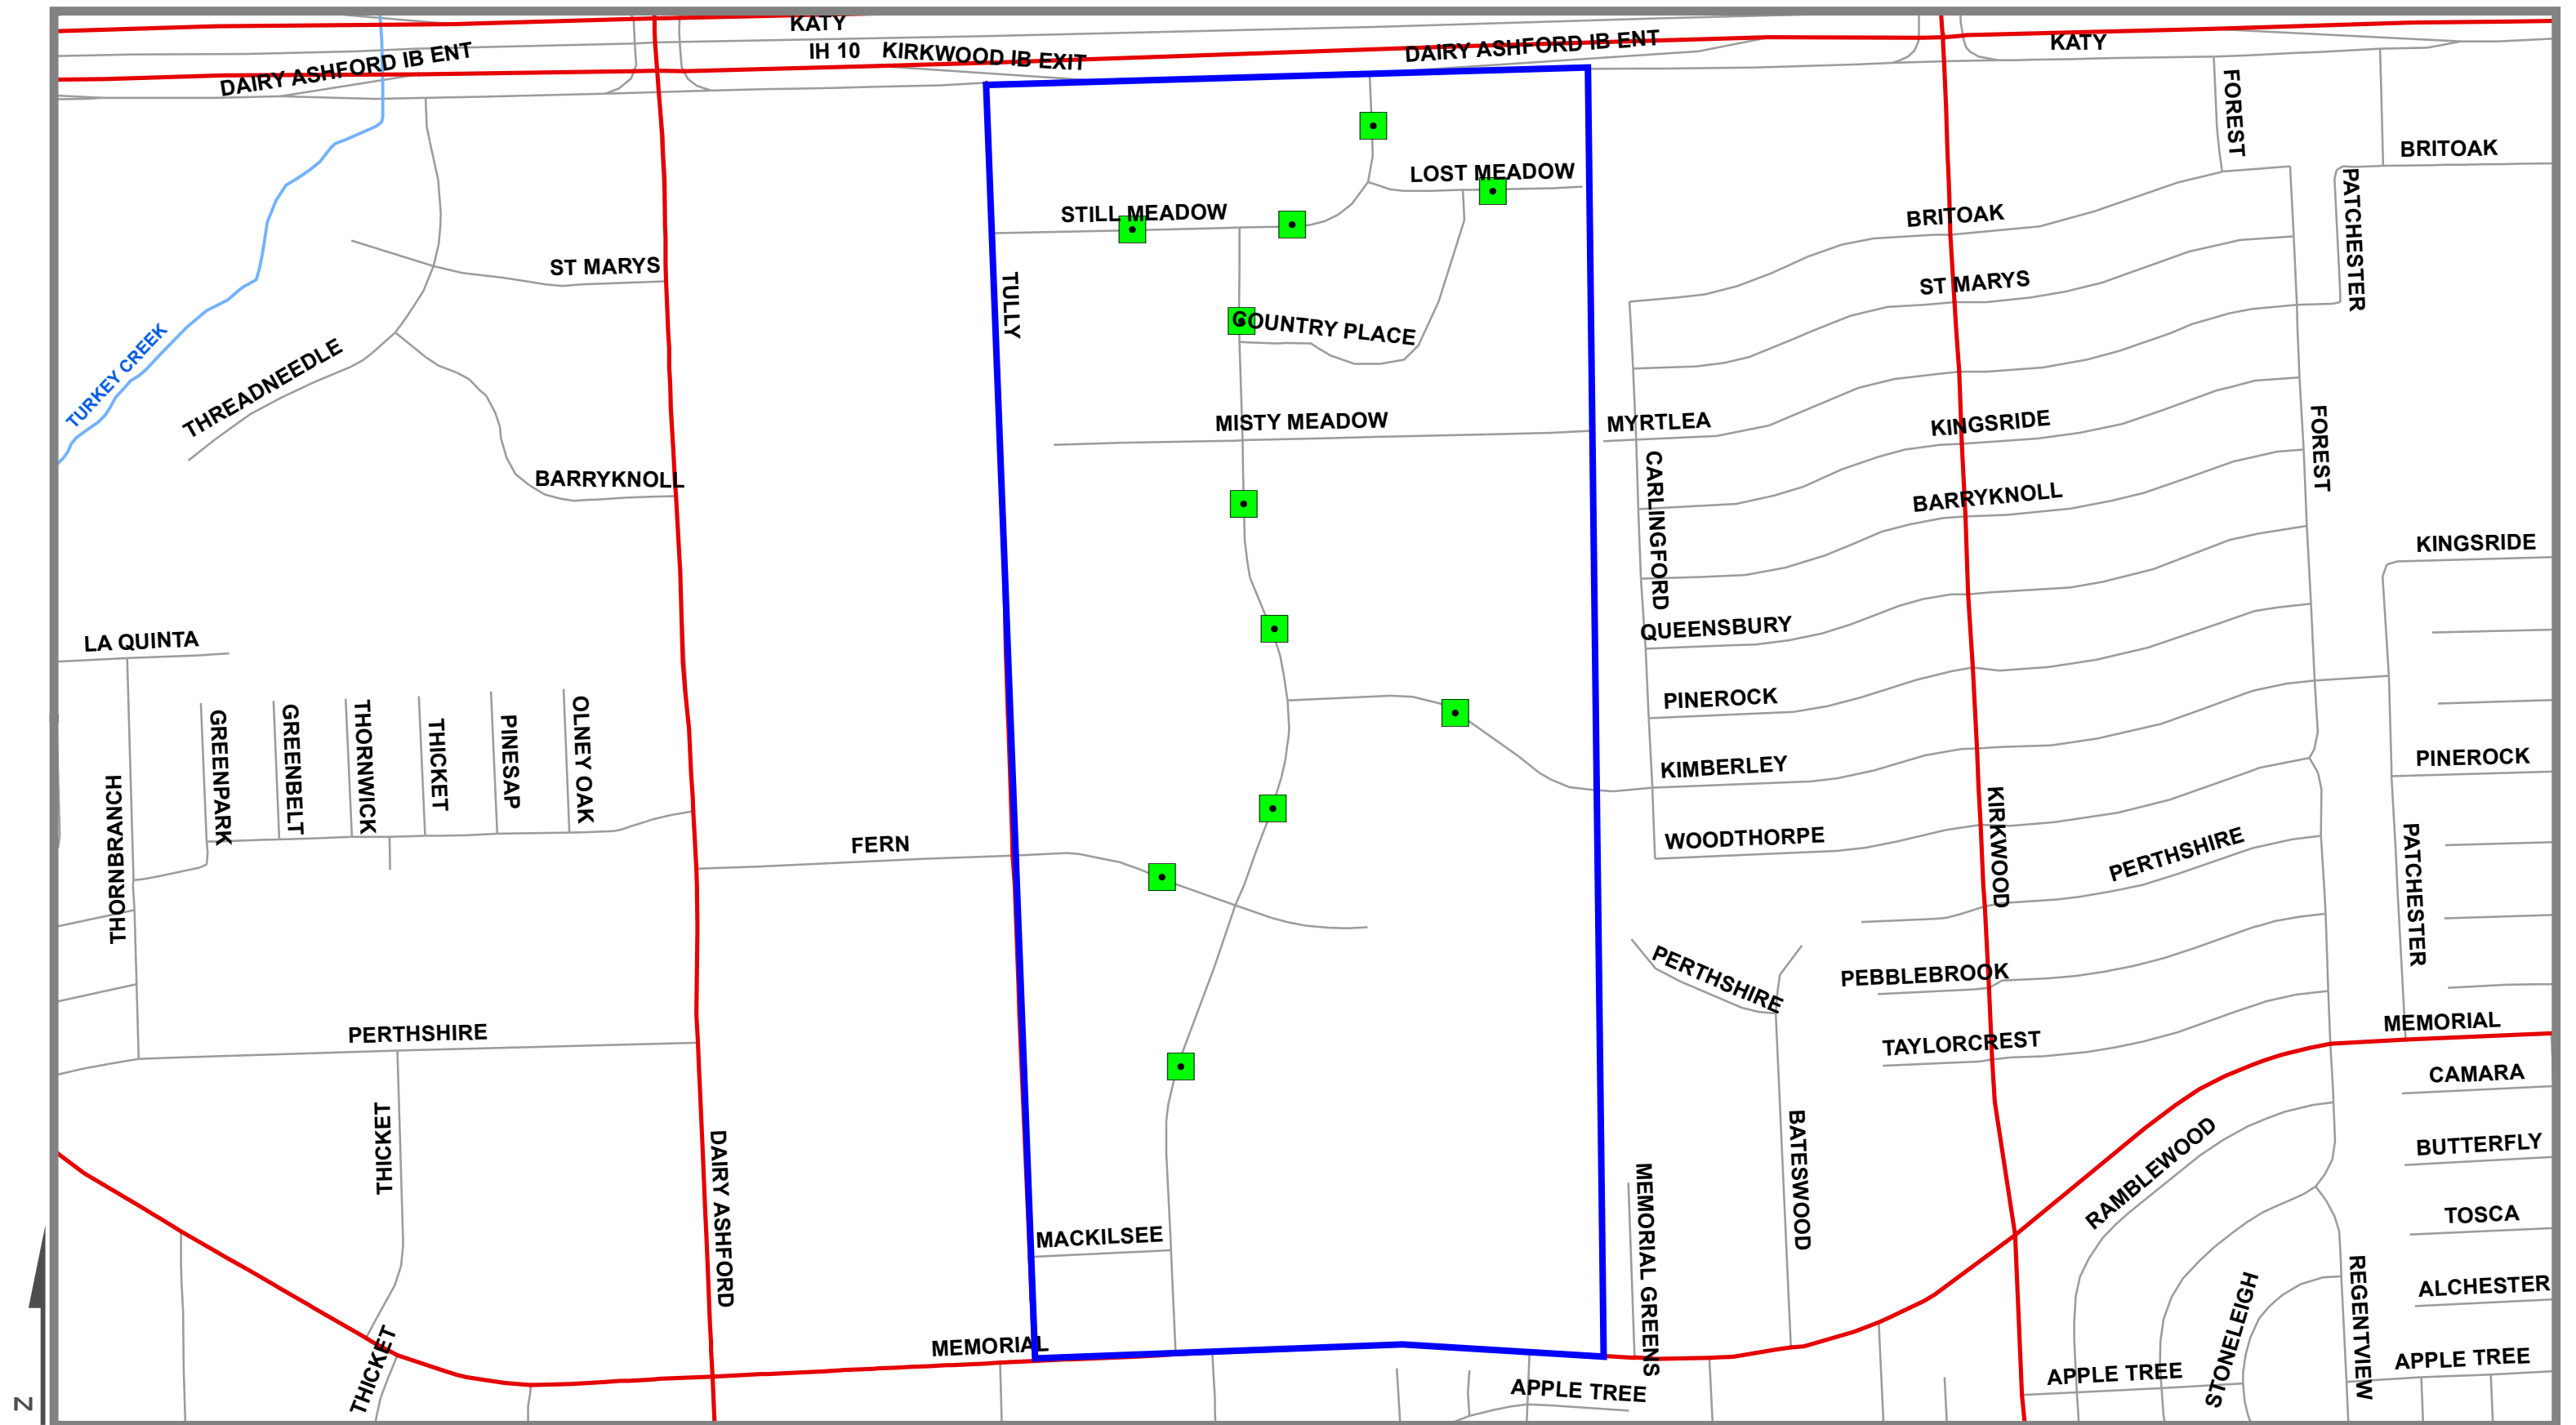 KATY
IH 10
KIRKWOOD IB EXIT
DAIRY ASHFORD IB ENT
KATY
DAIRY ASHFORD IB ENT
FOREST
BRITOAK
LOST MEADOW
PATCHESTER
STILL MEADOW
BRITOAK
ST MARYS
TULLY
ST MARYS
TURKEY CREEK
THREADNEEDLE
COUNTRY PLACE
MISTY MEADOW
MYRTLEA
KINGSRIDE
FOREST
CARLINGFORD
BARRYKNOLL
BARRYKNOLL
KINGSRIDE
QUEENSBURY
LA QUINTA
PINEROCK
GREENPARK
GREENBELT
THORNWICK
THICKET
PINESAP
OLNEY OAK
KIMBERLEY
PINEROCK
THORNBRANCH
FERN
WOODTHORPE
KIRKWOOD
PERTHSHIRE
PATCHESTER
PERTHSHIRE
PEBBLEBROOK
PERTHSHIRE
TAYLORCREST
MEMORIAL
CAMARA
THICKET
DAIRY ASHFORD
BATESWOOD
RAMBLEWOOD
BUTTERFLY
TOSCA
MACKILSEE
MEMORIAL GREENS
ALCHESTER
STONELEIGH
REGENTVIEW
MEMORIAL
THICKET
APPLE TREE
APPLE TREE
APPLE TREE
N